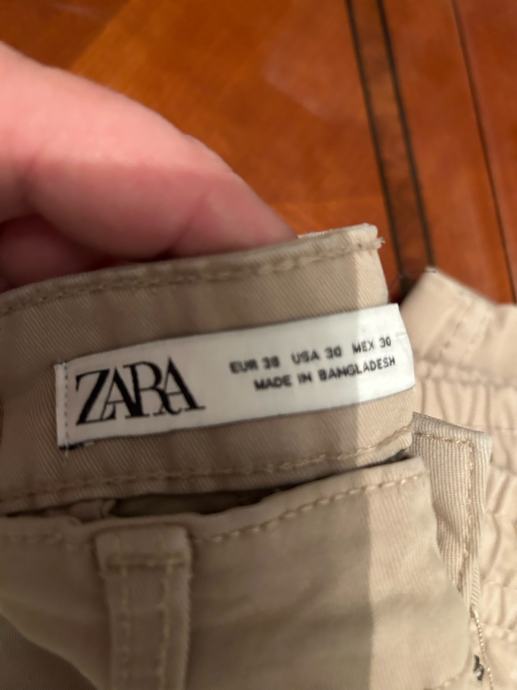 ZARA
EUR 38 USA 30 MEX 30
MADE IN BANGLADESH